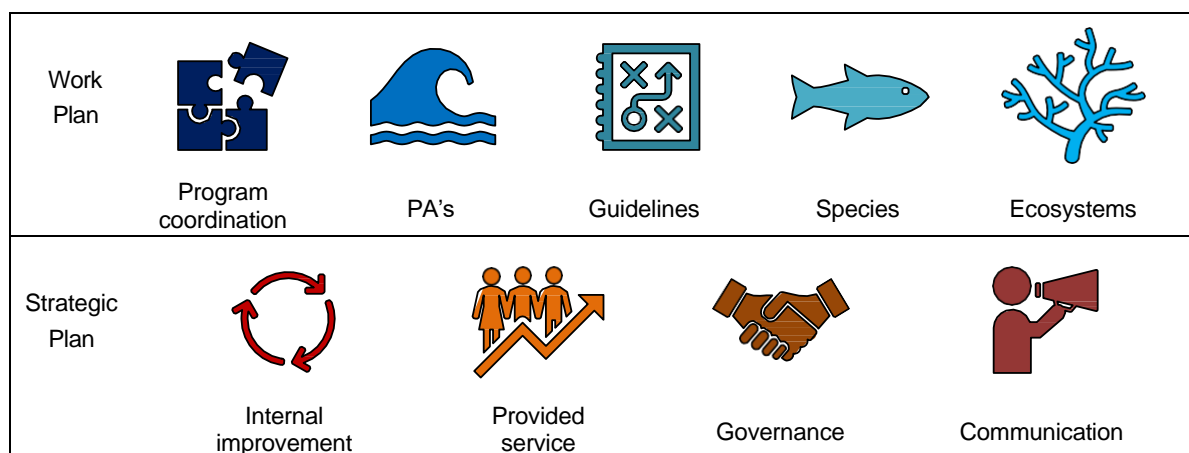 Work
Plan
Program
coordination
PA's
Guidelines
Species
Ecosystems
Strategic
Plan
Internal
improvement
Provided
service
Governance
Communication